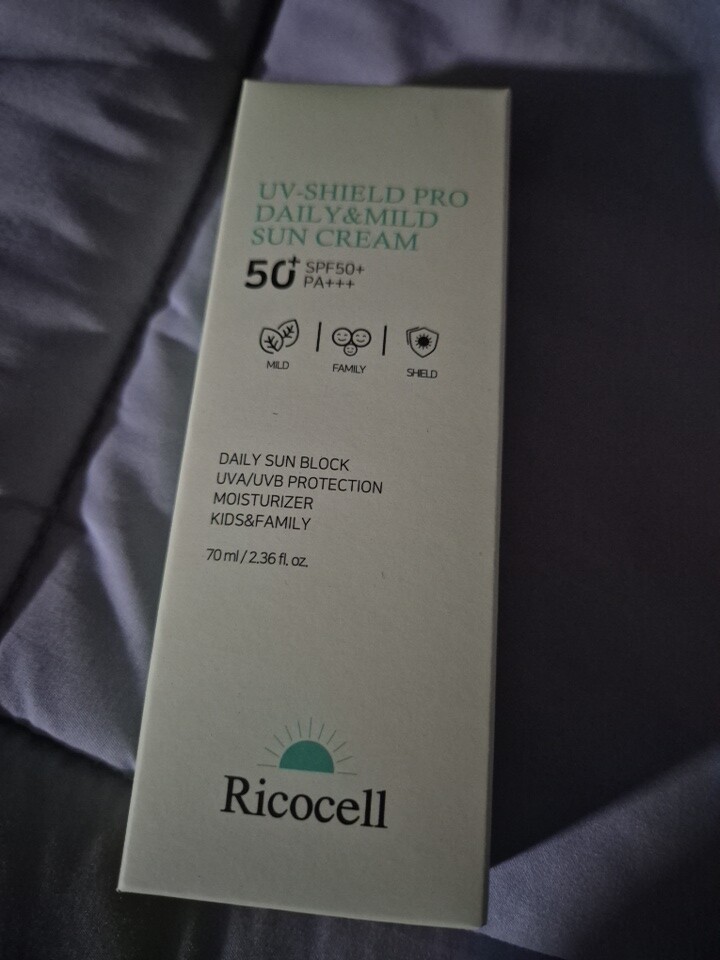 UV-SHIELD PRO
DAILY&MILD
SUN CREAM
50+ SPF50+
PA+++
MILD FAMILY SHIELD
DAILY SUN BLOCK
UVA/UVB PROTECTION
MOISTURIZER
KIDS&FAMILY
70 ml / 2.36 fl. oz.
Ricocell